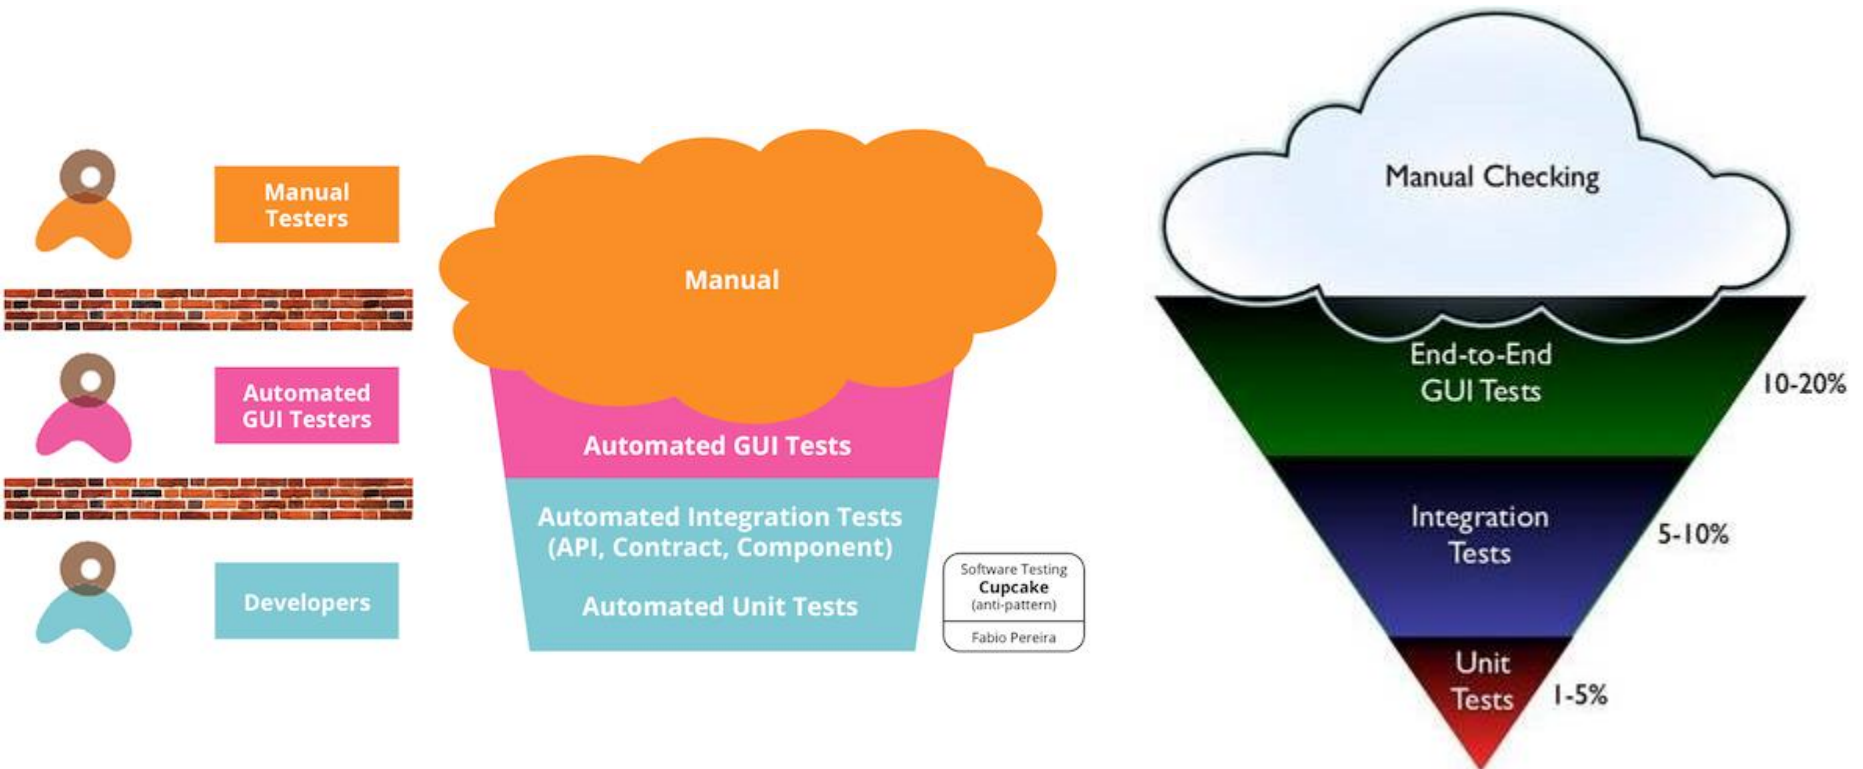 Manual
Testers
Automated
GUI Testers
Developers
Manual
Automated GUI Tests
Automated Integration Tests
(API, Contract, Component)
Automated Unit Tests
Software Testing
Cupcake
(anti-pattern)
Fabio Pereira
Manual Checking
End-to-End
GUI Tests
10-20%
Integration
Tests
5-10%
Unit
Tests
1-5%